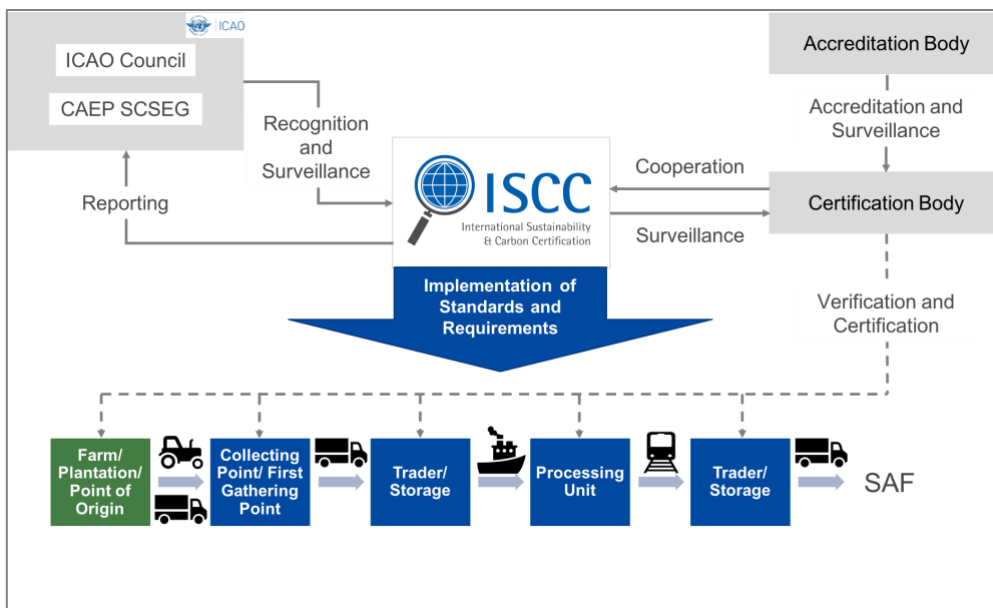 ICAO
ICAO Council
CAEP SCSEG
Accreditation Body
Recognition
and
Surveillance
Accreditation and
Surveillance
Reporting
ISCC
International Sustainability
& Carbon Certification
Cooperation
Surveillance
Certification Body
Implementation of
Standards and
Requirements
Verification and
Certification
Farm/
Plantation/
Point of
Origin
Collecting
Point/ First
Gathering
Point
Trader/
Storage
Processing
Unit
Trader/
Storage
SAF